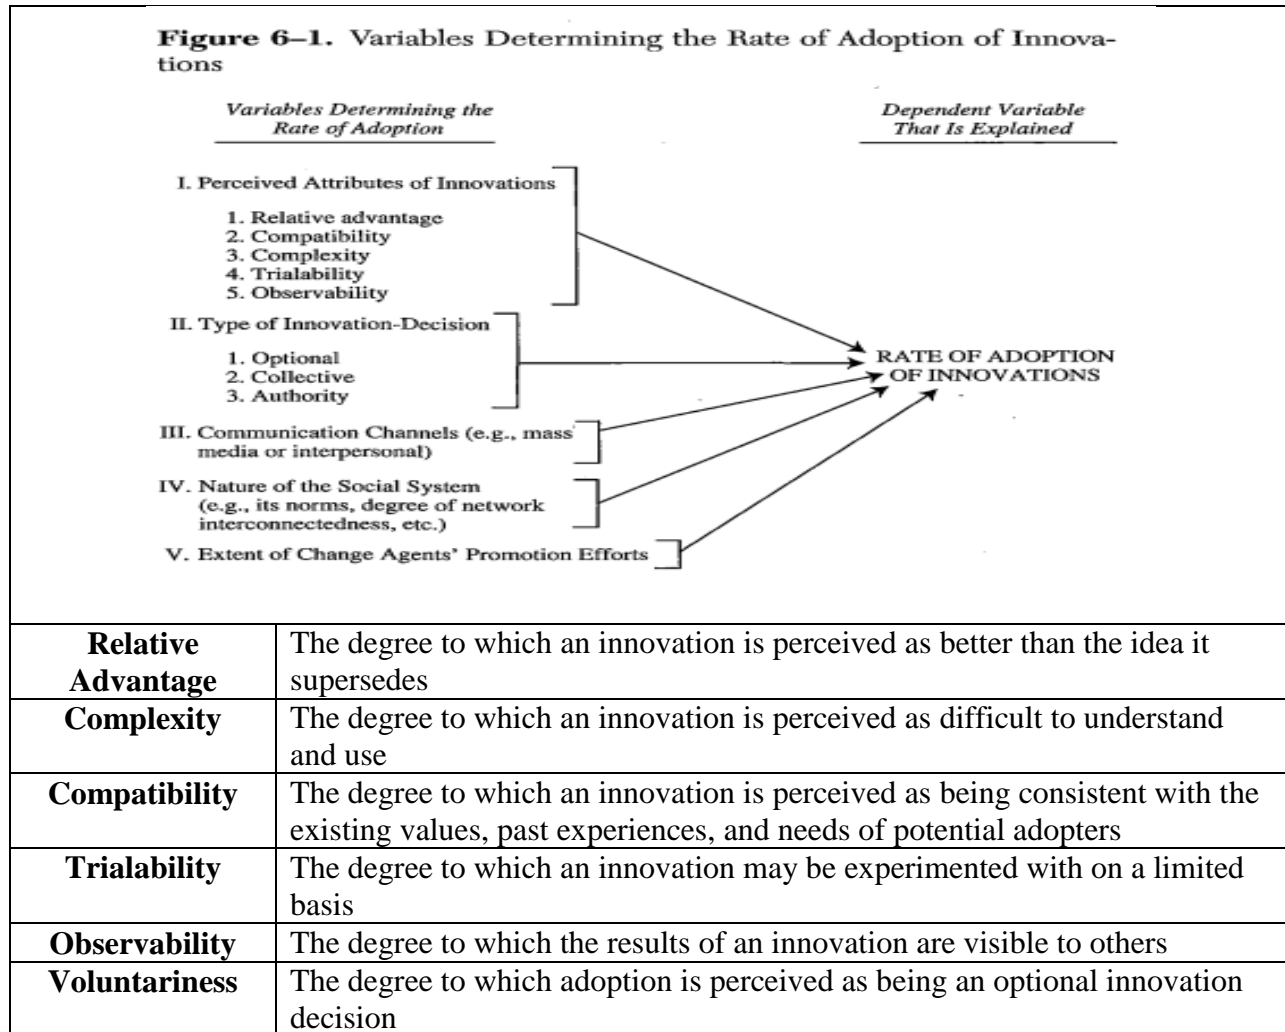 Figure 6–1. Variables Determining the Rate of Adoption of Innova-
tions
Variables Determining the
Rate of Adoption
Dependent Variable
That Is Explained
I. Perceived Attributes of Innovations
1. Relative advantage
2. Compatibility
3. Complexity
4. Trialability
5. Observability
II. Type of Innovation-Decision
1. Optional
2. Collective
3. Authority
RATE OF ADOPTION
OF INNOVATIONS
III. Communication Channels (e.g., mass
media or interpersonal)
IV. Nature of the Social System
(e.g., its norms, degree of network
interconnectedness, etc.)
V. Extent of Change Agents’ Promotion Efforts
Relative
Advantage
The degree to which an innovation is perceived as better than the idea it
supersedes
Complexity
The degree to which an innovation is perceived as difficult to understand
and use
Compatibility
The degree to which an innovation is perceived as being consistent with the
existing values, past experiences, and needs of potential adopters
Trialability
The degree to which an innovation may be experimented with on a limited
basis
Observability
The degree to which the results of an innovation are visible to others
Voluntariness
The degree to which adoption is perceived as being an optional innovation
decision